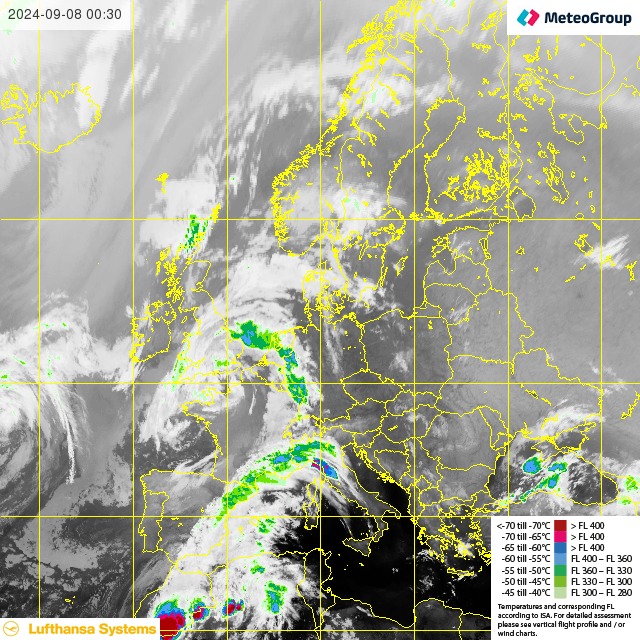 2024-09-08 00:30
MeteoGroup
<-70 till -70°C > FL 400
-70 till -65°C > FL 400
-65 till -60°C > FL 400
-60 till -55°C FL 400 – FL 360
-55 till -50°C FL 360 – FL 330
-50 till -45°C FL 330 – FL 300
-45 till -40°C FL 300 – FL 280
Temperatures and corresponding FL
according to ISA. For detailed assessment
please see vertical flight profile and / or
wind charts.
Lufthansa Systems